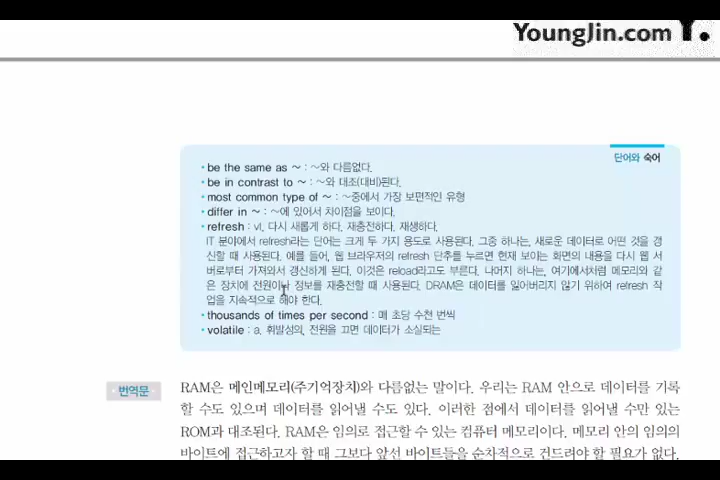 YoungJin.com Y.
단어와 숙어
• be the same as ~ : ~와 다름없다.
• be in contrast to ~ : ~와 대조(대비)된다.
• most common type of ~ : ~중에서 가장 보편적인 유형
• differ in ~ : ~에 있어서 차이점을 보이다.
• refresh : vi. 다시 새롭게 하다. 재충전하다. 재생하다.
IT 분야에서 refresh라는 단어는 크게 두 가지 용도로 사용된다. 그중 하나는, 새로운 데이터로 어떤 것을 갱
신할 때 사용된다. 예를 들어, 웹 브라우저의 refresh 단추를 누르면 현재 보이는 화면의 내용을 다시 웹 서
버로부터 가져와서 갱신하게 된다. 이것은 reload라고도 부른다. 나머지 하나는, 여기에서처럼 메모리와 같
은 장치에 전원이나 정보를 재충전할 때 사용된다. DRAM은 데이터를 잃어버리지 않기 위하여 refresh 작
업을 지속적으로 해야 한다.
• thousands of times per second : 매 초당 수천 번씩
• volatile : a. 휘발성의, 전원을 끄면 데이터가 소실되는
번역문
RAM은 메인메모리(주기억장치)와 다름없는 말이다. 우리는 RAM 안으로 데이터를 기록
할 수도 있으며 데이터를 읽어낼 수도 있다. 이러한 점에서 데이터를 읽어낼 수만 있는
ROM과 대조된다. RAM은 임의로 접근할 수 있는 컴퓨터 메모리이다. 메모리 안의 임의의
바이트에 접근하고자 할 때 그보다 앞선 바이트들을 순차적으로 건드려야 할 필요가 없다.